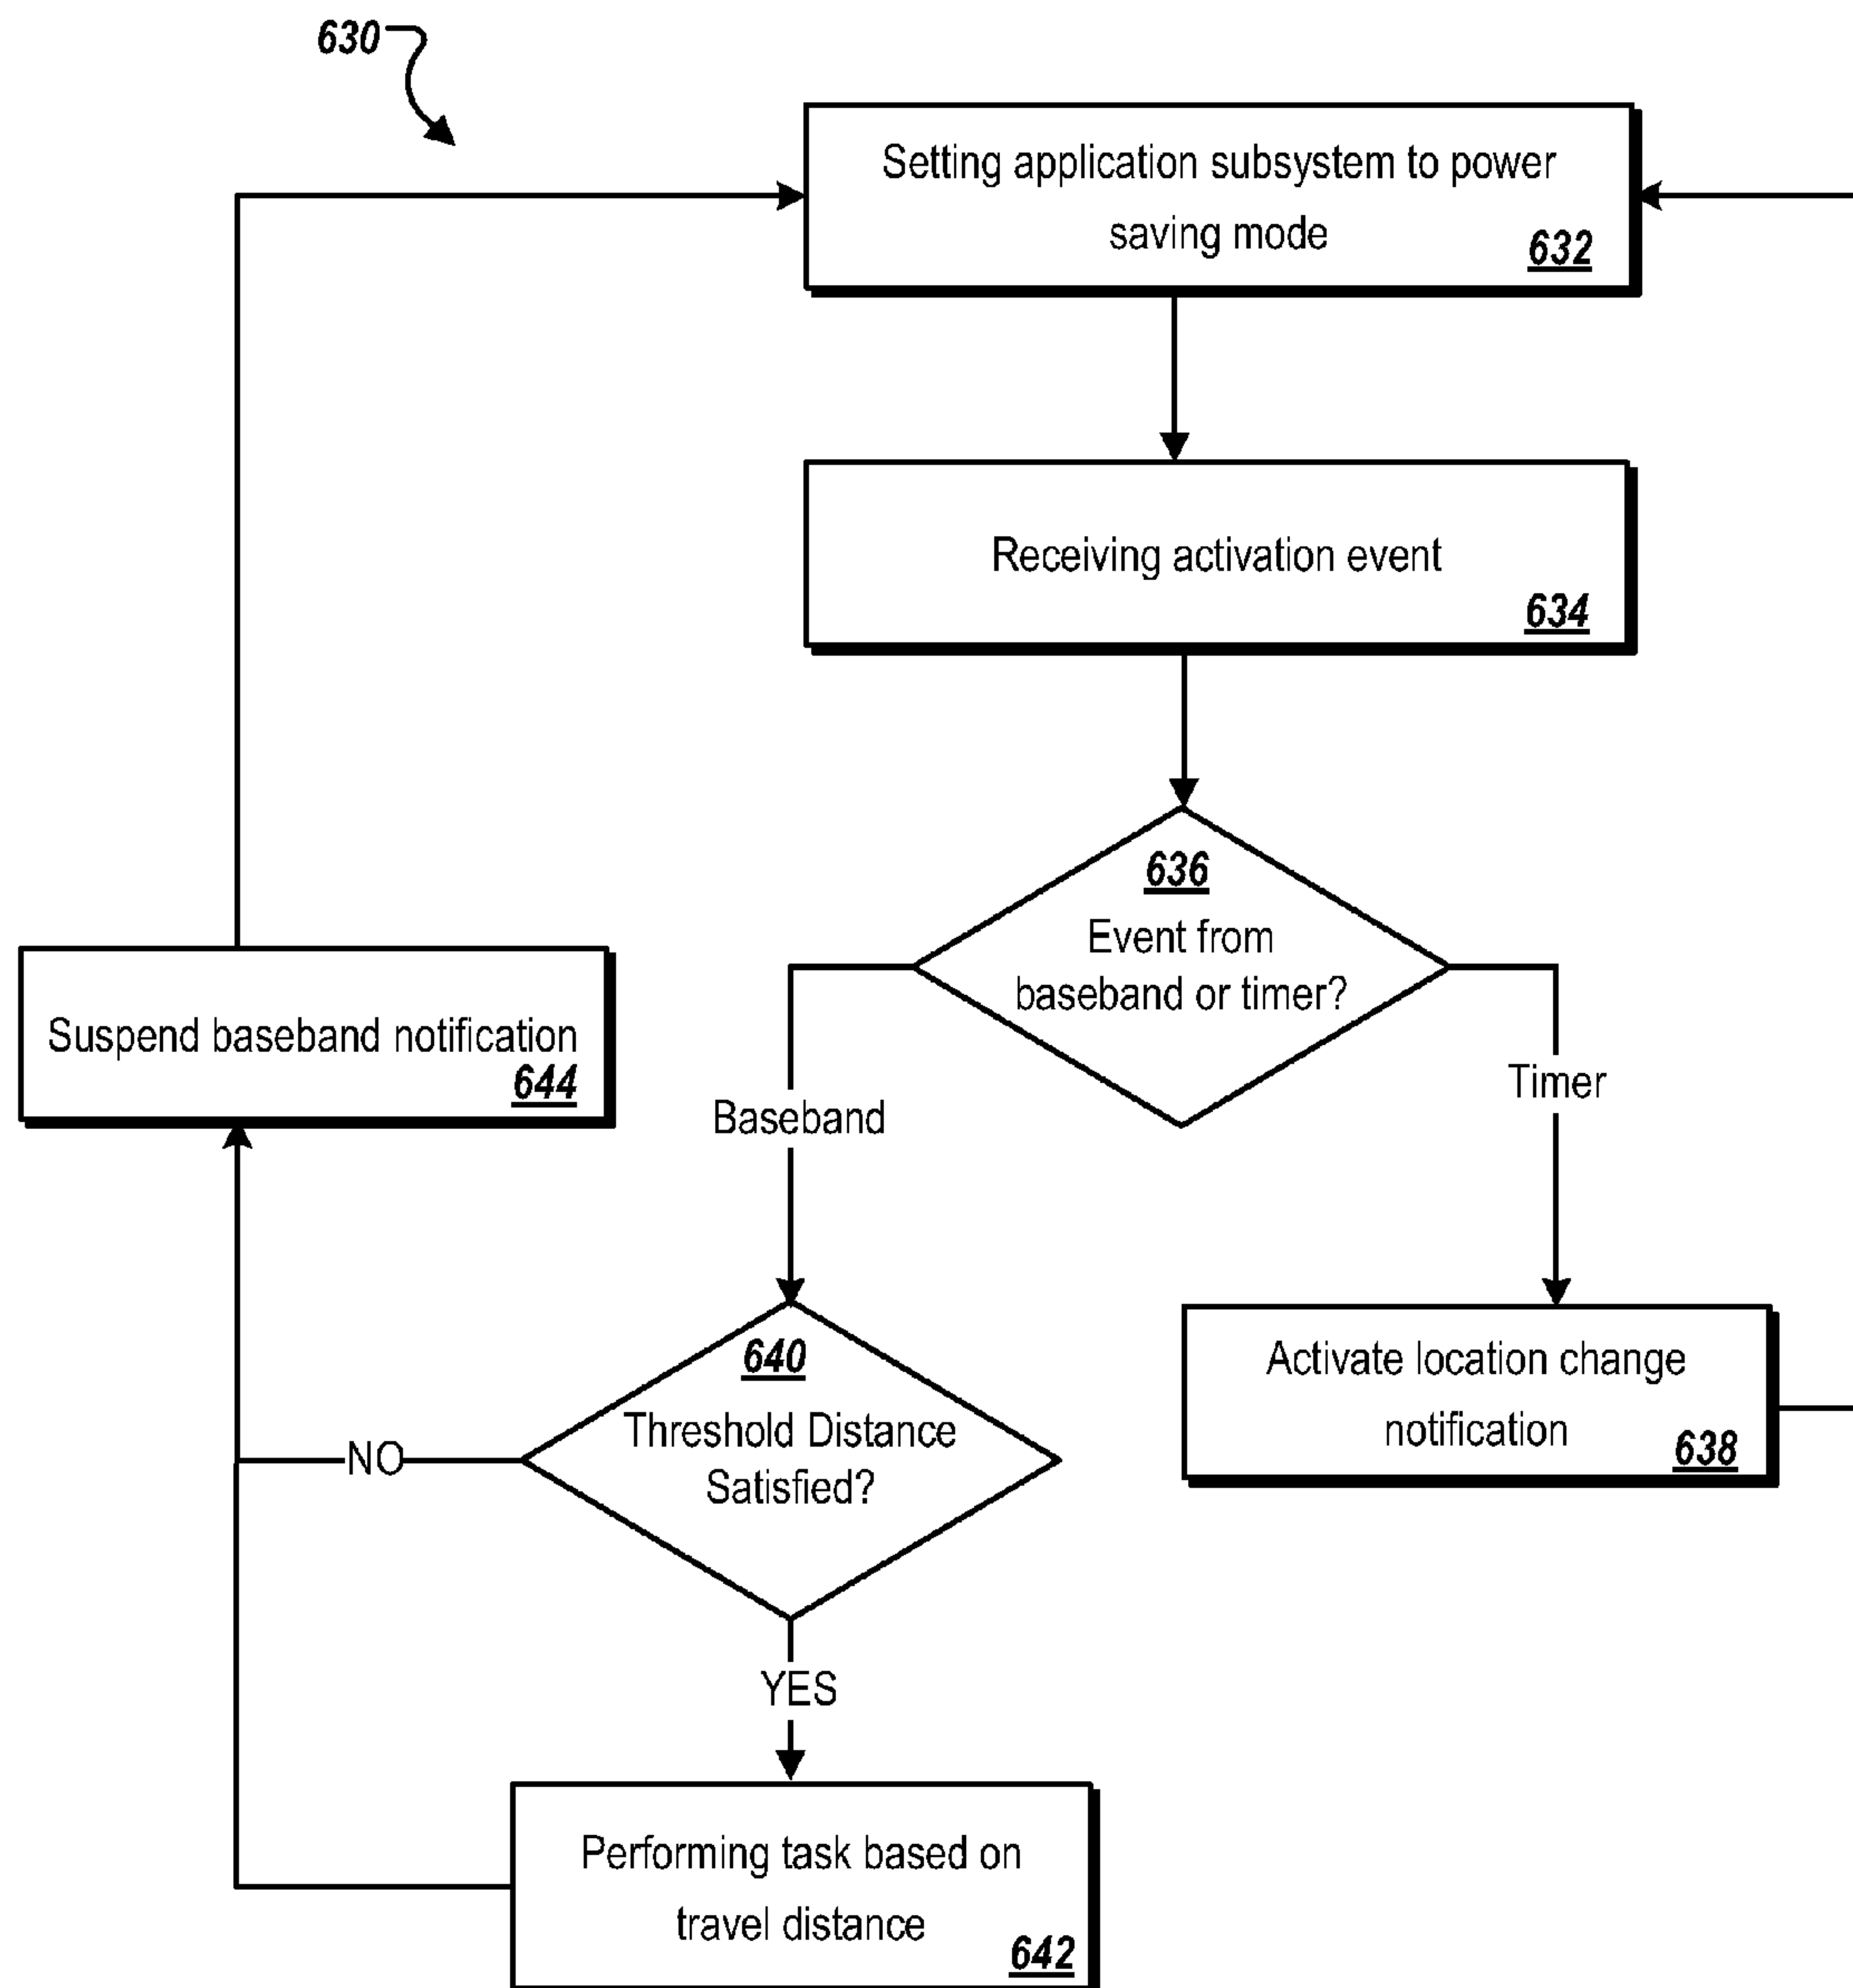 630
Setting application subsystem to power
saving mode
632
Receiving activation event
634
636
Event from
baseband or timer?
Suspend baseband notification
644
Timer
Baseband
640
Threshold Distance
Satisfied?
NO
Activate location change
notification
638
YES
Performing task based on
travel distance
642